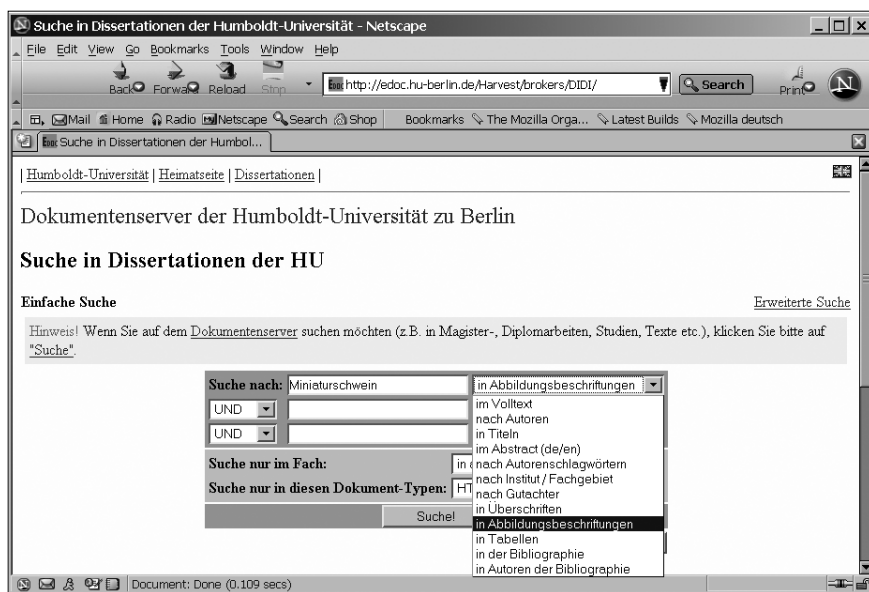 Suche in Dissertationen der Humboldt-Universität - Netscape
File Edit View Go Bookmarks Tools Window Help
Back Forward Reload Stop http://edoc.hu-berlin.de/Harvest/brokers/DIDI/ Search Print N
Mail Home Radio Netscape Search Shop Bookmarks The Mozilla Orga... Latest Builds Mozilla deutsch
Suche in Dissertationen der Humbol...
| Humboldt-Universität | Heimatseite | Dissertationen |
Dokumentenserver der Humboldt-Universität zu Berlin
Suche in Dissertationen der HU
Einfache Suche Erweiterte Suche
Hinweis! Wenn Sie auf dem Dokumentenserver suchen möchten (z.B. in Magister-, Diplomarbeiten, Studien, Texte etc.), klicken Sie bitte auf
"Suche".
Suche nach: Miniaturschwein in Abbildungsbeschriftungen
UND
UND
Suche nur im Fach: in
Suche nur in diesen Dokument-Typen: HT
Suche!
im Volltext
nach Autoren
in Titeln
im Abstract (de/en)
nach Autorenschlagwörtern
nach Institut / Fachgebiet
nach Gutachter
in Überschriften
in Abbildungsbeschriftungen
in Tabellen
in der Bibliographie
in Autoren der Bibliographie
Document: Done (0.109 secs)